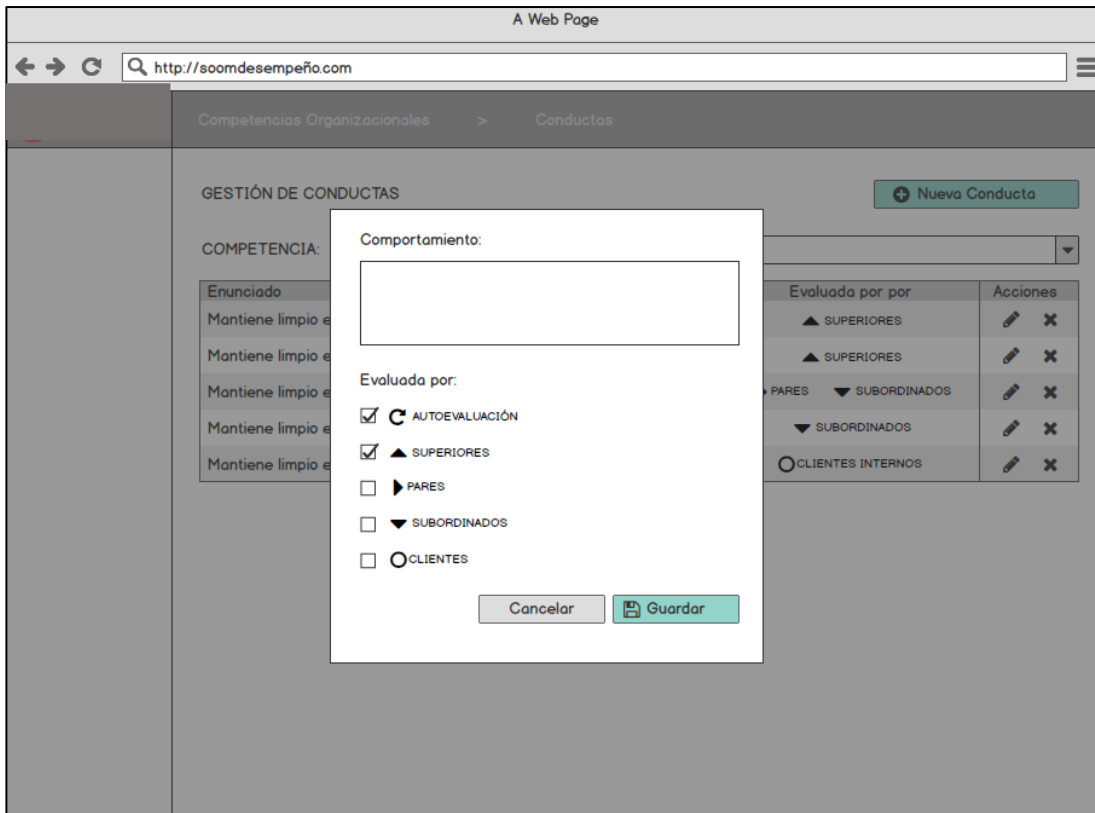 A Web Page
http://soomdesempeño.com
Competencias Organizacionales > Conductas
GESTIÓN DE CONDUCTAS
Nueva Conducta
COMPETENCIA:
Enunciado Evaluada por por Acciones
Mantiene limpio e SUPERIORES
Mantiene limpio e SUPERIORES
Mantiene limpio e PARES SUBORDINADOS
Mantiene limpio e SUBORDINADOS
Mantiene limpio e CLIENTES INTERNOS
Comportamiento:
Evaluada por:
AUTOEVALUACIÓN
SUPERIORES
PARES
SUBORDINADOS
CLIENTES
Cancelar Guardar